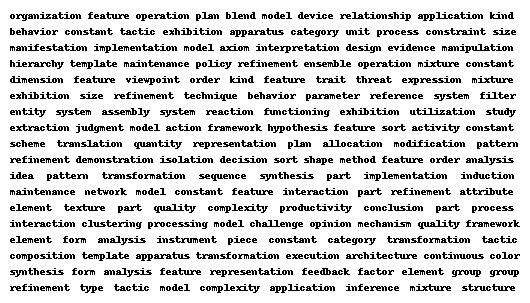 organization feature operation plan blend model device relationship application kind
behavior constant tactic exhibition apparatus category unit process constraint size
manifestation implementation model axiom interpretation design evidence manipulation
hierarchy template maintenance policy refinement ensemble operation mixture constant
dimension feature viewpoint order kind feature trait threat expression mixture
exhibition size refinement technique behavior parameter reference system filter
entity system assembly system reaction functioning exhibition utilization study
extraction judgment model action framework hypothesis feature sort activity constant
scheme translation quantity representation plan allocation modification pattern
refinement demonstration isolation decision sort shape method feature order analysis
idea pattern transformation sequence synthesis part implementation induction
maintenance network model constant feature interaction part refinement attribute
element texture part quality complexity productivity conclusion part process
interaction clustering processing model challenge opinion mechanism quality framework
element form analysis instrument piece constant category transformation tactic
composition template apparatus transformation execution architecture continuous color
synthesis form analysis feature representation feedback factor element group group
refinement type tactic model complexity application inference mixture structure